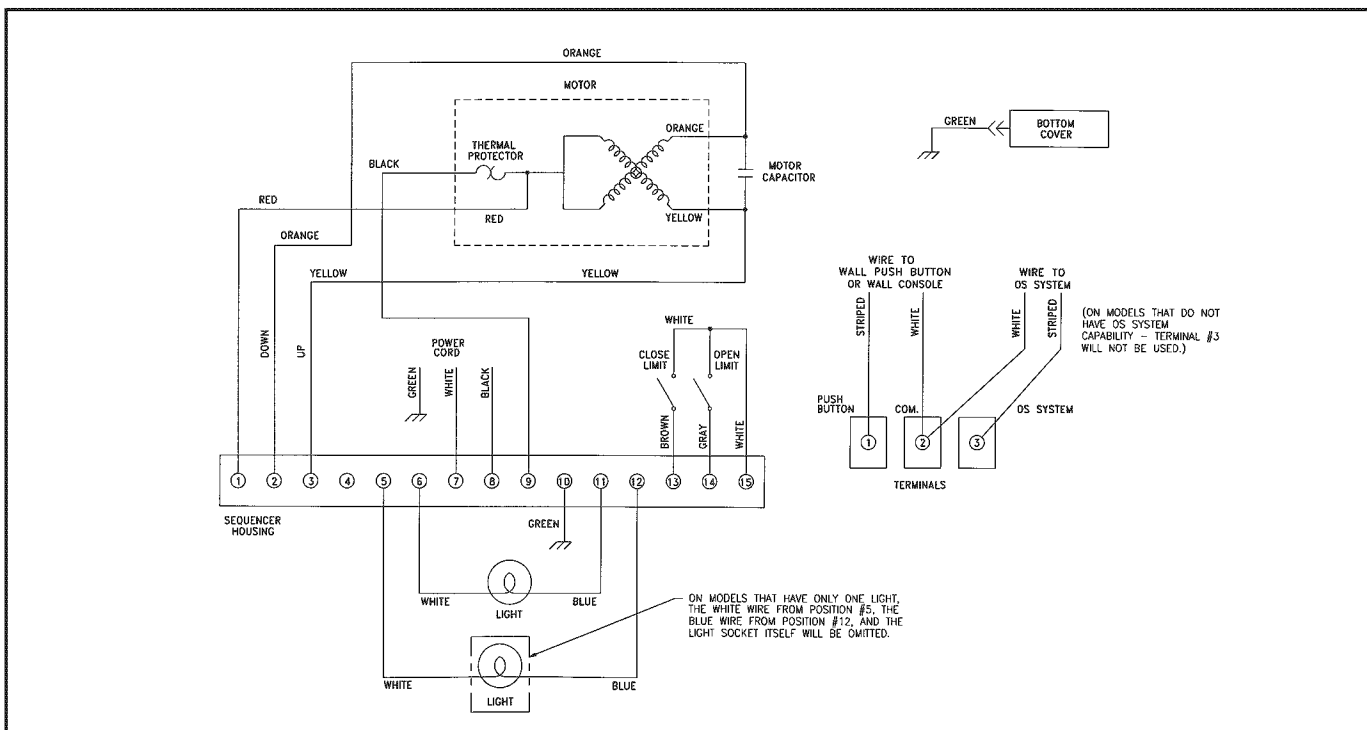 ORANGE
MOTOR
ORANGE
THERMAL
PROTECTOR
BLACK
MOTOR
CAPACITOR
RED
RED
YELLOW
ORANGE
YELLOW
YELLOW
DOWN
UP
POWER
CORD
GREEN
WHITE
BLACK
WHITE
CLOSE
LIMIT
OPEN
LIMIT
BROWN
GRAY
WHITE
1 2 3 4 5 6 7 8 9 10 11 12 13 14 15
SEQUENCER
HOUSING
GREEN
WHITE
BLUE
LIGHT
WHITE
BLUE
LIGHT
ON MODELS THAT HAVE ONLY ONE LIGHT,
THE WHITE WIRE FROM POSITION #5, THE
BLUE WIRE FROM POSITION #12, AND THE
LIGHT SOCKET ITSELF WILL BE OMITTED.
GREEN
BOTTOM
COVER
WIRE TO
WALL PUSH BUTTON
OR WALL CONSOLE
WIRE TO
OS SYSTEM
STRIPED
WHITE
WHITE
STRIPED
(ON MODELS THAT DO NOT
HAVE OS SYSTEM
CAPABILITY – TERMINAL #3
WILL NOT BE USED.)
PUSH
BUTTON
COM.
OS SYSTEM
1 2 3
TERMINALS